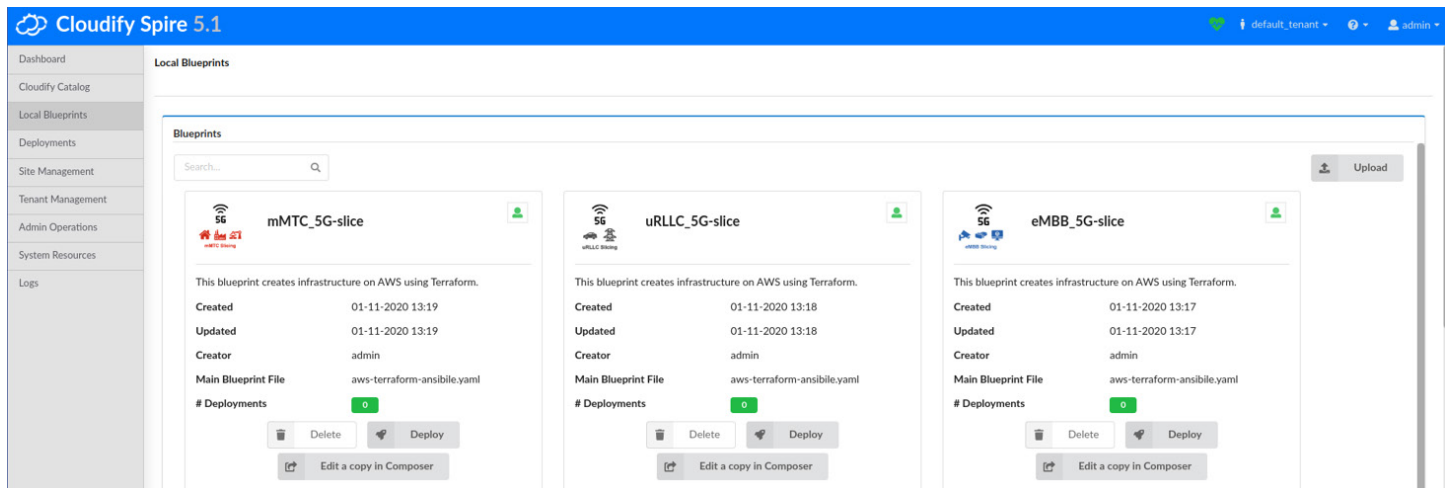 Cloudify Spire 5.1
default_tenant
admin
Dashboard
Cloudify Catalog
Local Blueprints
Deployments
Site Management
Tenant Management
Admin Operations
System Resources
Logs
Local Blueprints
Blueprints
Search...
Upload
5G
mMTC Slicing
mMTC_5G-slice
This blueprint creates infrastructure on AWS using Terraform.
Created 01-11-2020 13:19
Updated 01-11-2020 13:19
Creator admin
Main Blueprint File aws-terraform-ansibile.yaml
# Deployments 0
Delete Deploy
Edit a copy in Composer
5G
uRLLC Slicing
uRLLC_5G-slice
This blueprint creates infrastructure on AWS using Terraform.
Created 01-11-2020 13:18
Updated 01-11-2020 13:18
Creator admin
Main Blueprint File aws-terraform-ansibile.yaml
# Deployments 0
Delete Deploy
Edit a copy in Composer
5G
eMBB Slicing
eMBB_5G-slice
This blueprint creates infrastructure on AWS using Terraform.
Created 01-11-2020 13:17
Updated 01-11-2020 13:17
Creator admin
Main Blueprint File aws-terraform-ansibile.yaml
# Deployments 0
Delete Deploy
Edit a copy in Composer